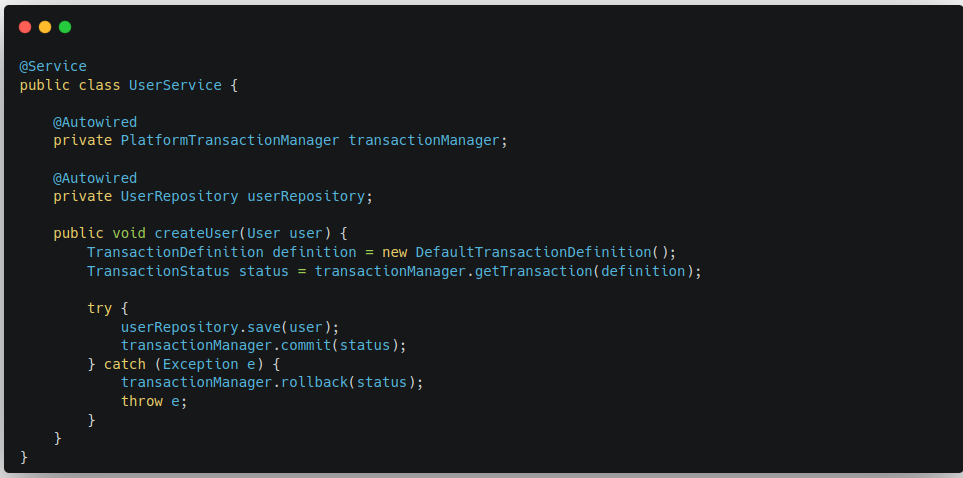 @Service
public class UserService {
    @Autowired
    private PlatformTransactionManager transactionManager;
    @Autowired
    private UserRepository userRepository;
    public void createUser(User user) {
        TransactionDefinition definition = new DefaultTransactionDefinition();
        TransactionStatus status = transactionManager.getTransaction(definition);
        try {
            userRepository.save(user);
            transactionManager.commit(status);
        } catch (Exception e) {
            transactionManager.rollback(status);
            throw e;
        }
    }
}